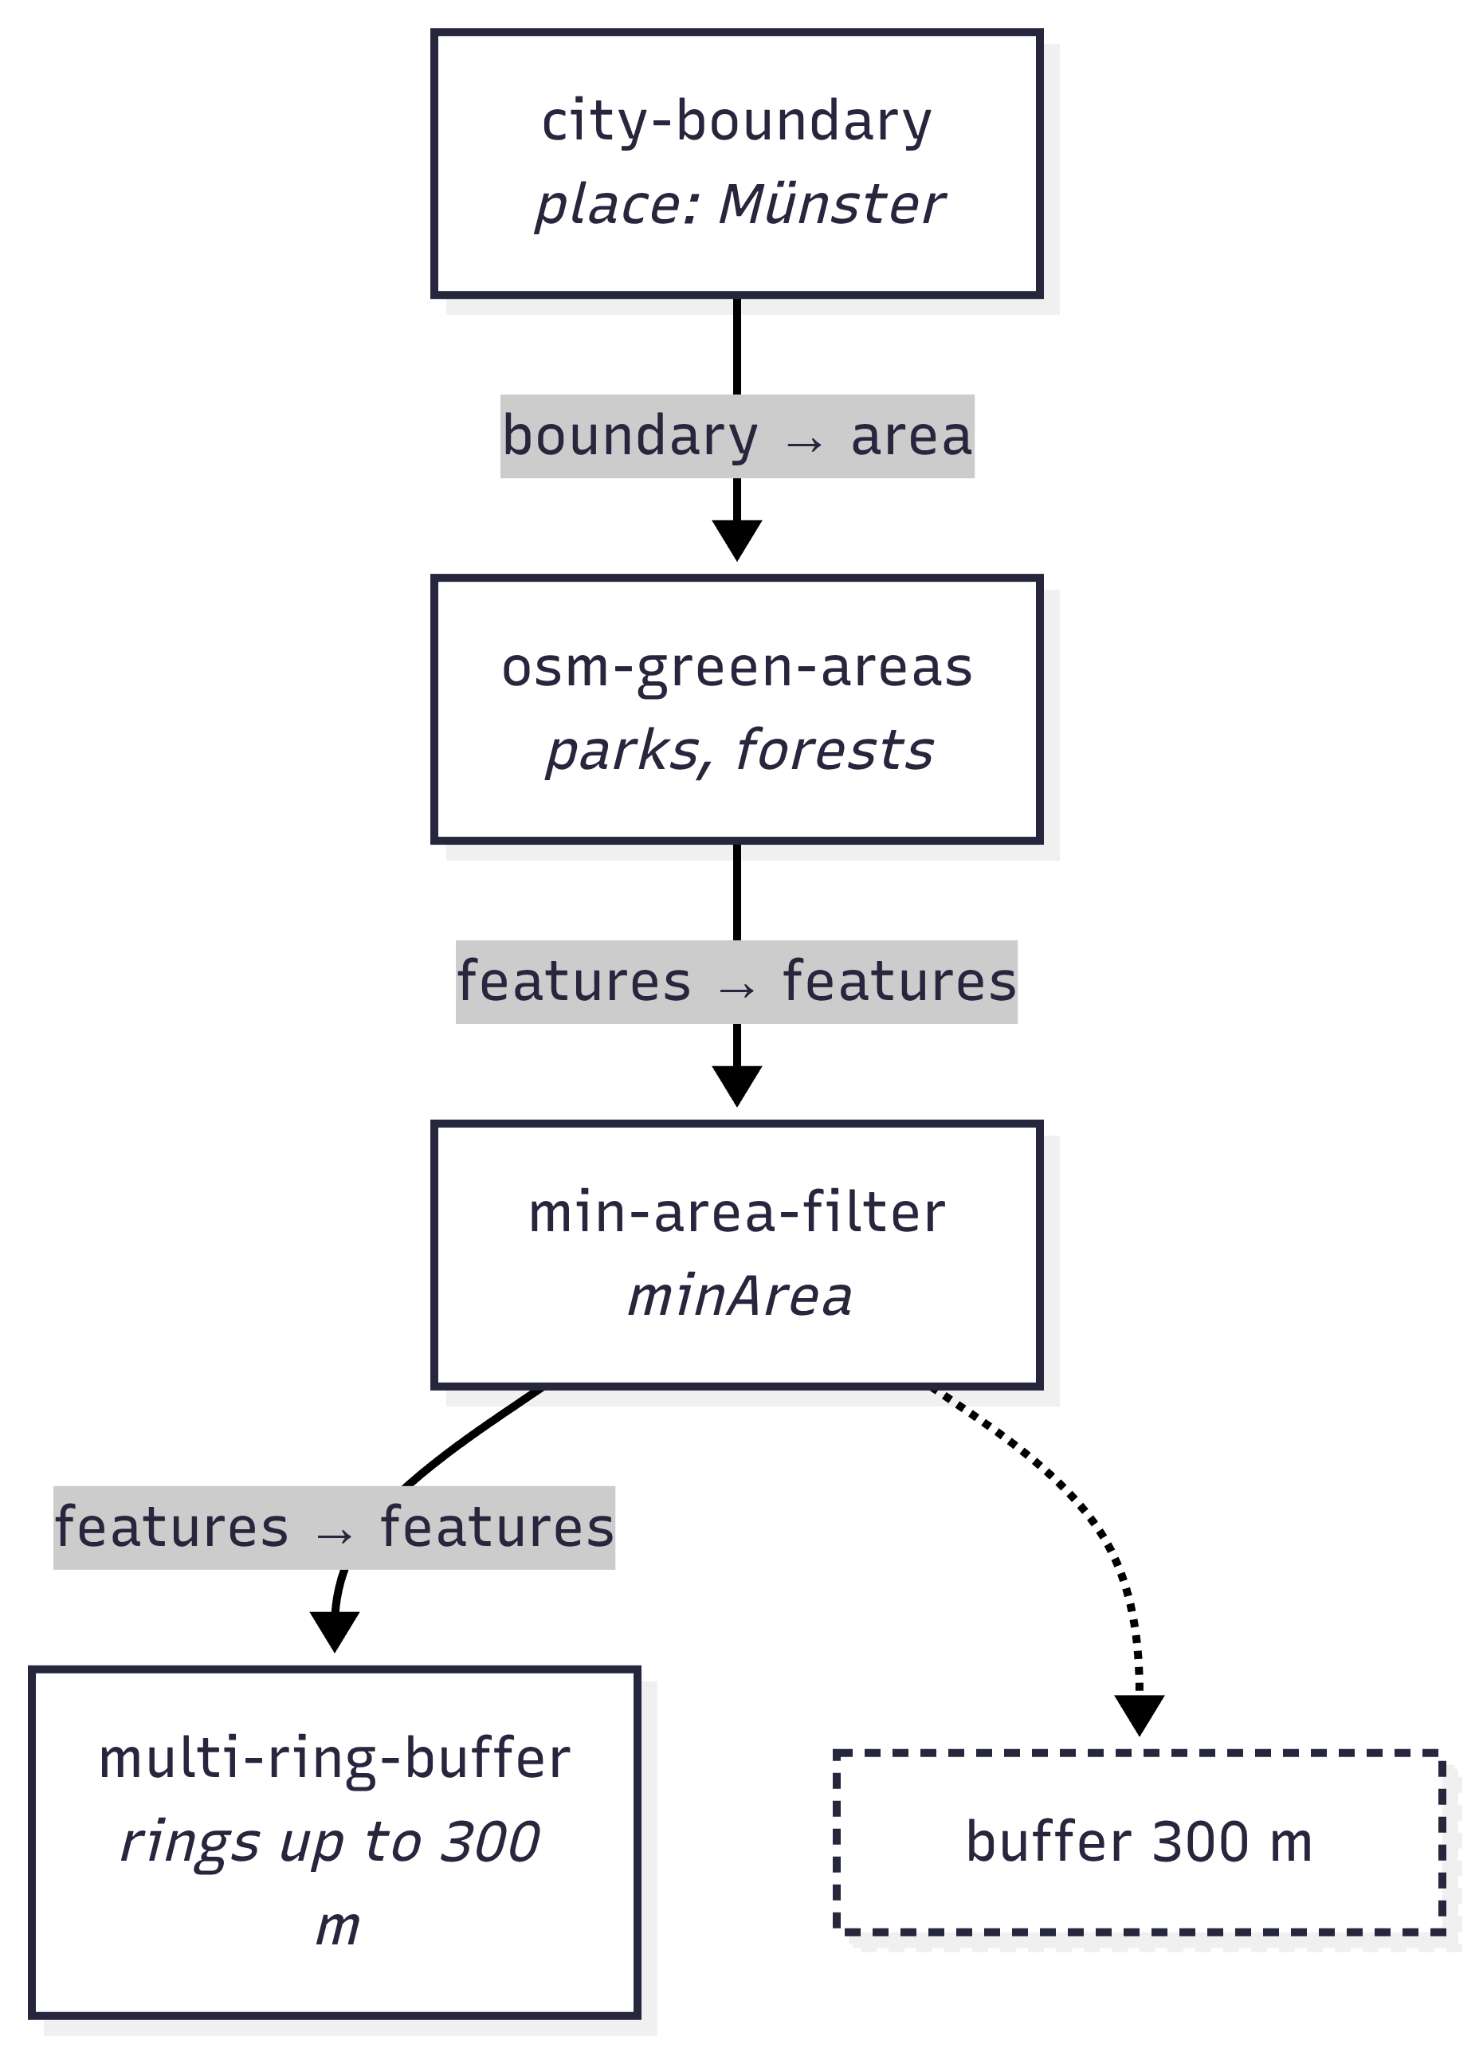 city-boundary
place: Münster
boundary → area
osm-green-areas
parks, forests
features → features
min-area-filter
minArea
features → features
multi-ring-buffer
rings up to 300
m
buffer 300 m